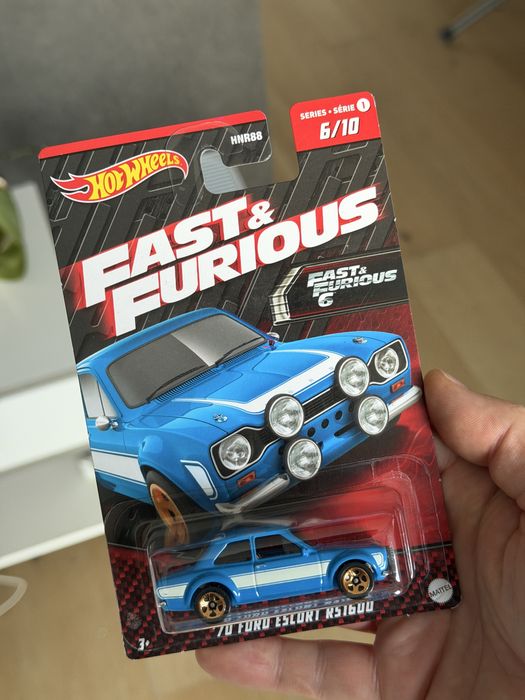 HNR88
SERIES • SÉRIE 1
6/10
HOT WHEELS
FAST &
FURIOUS
FAST &
FURIOUS
6
'70 FORD ESCORT RS1600
3+
MATTEL